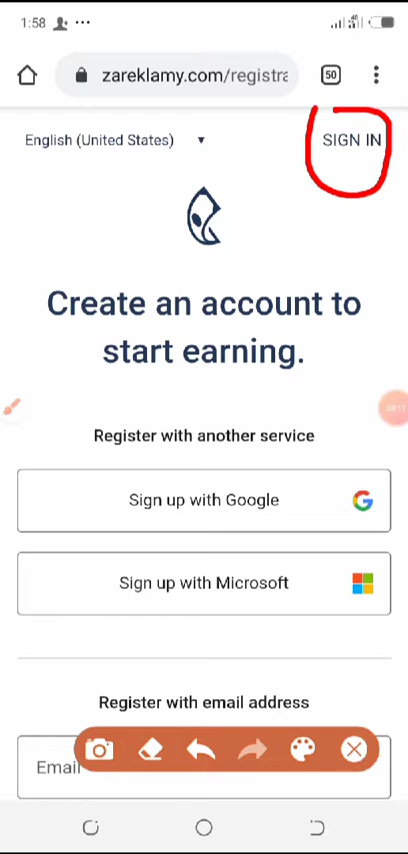 1:58
zareklamy.com/registra
50
English (United States)
SIGN IN
Create an account to
start earning.
Register with another service
Sign up with Google
Sign up with Microsoft
Register with email address
Email